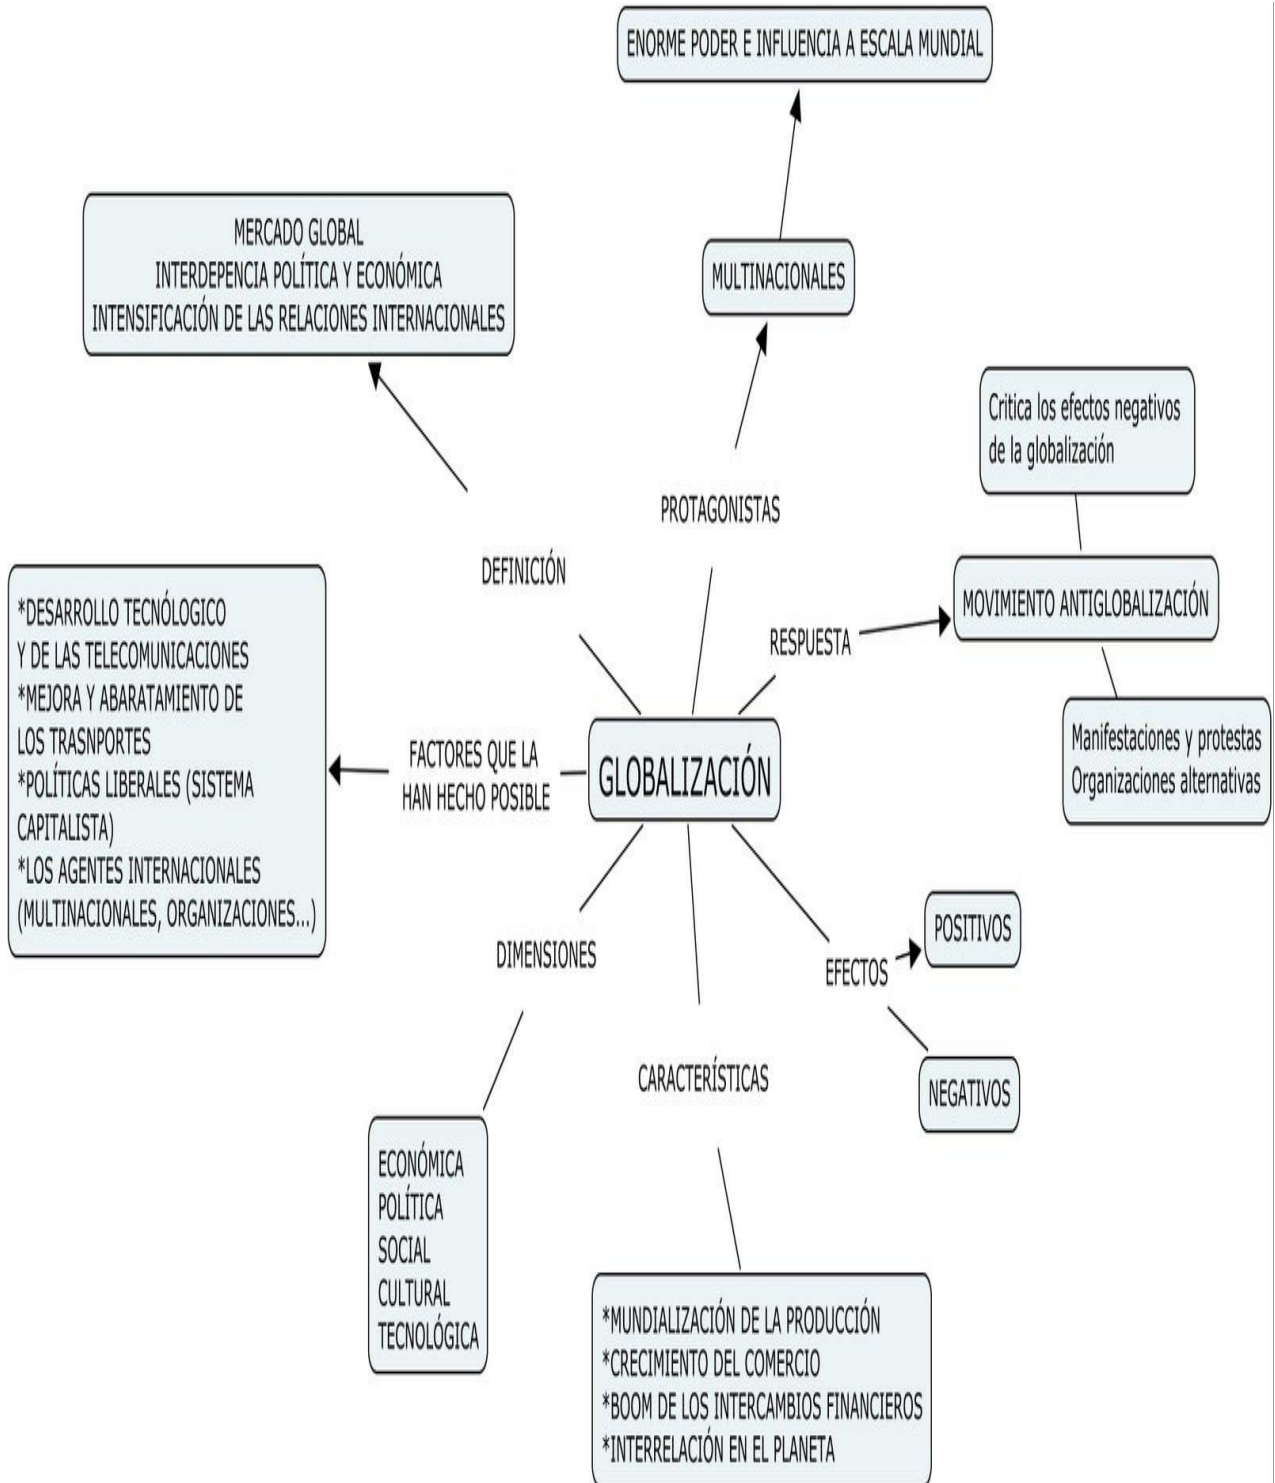 ENORME PODER E INFLUENCIA A ESCALA MUNDIAL
MERCADO GLOBAL
INTERDEPENCIA POLÍTICA Y ECONÓMICA
INTENSIFICACIÓN DE LAS RELACIONES INTERNACIONALES
MULTINACIONALES
Critica los efectos negativos
de la globalización
PROTAGONISTAS
DEFINICIÓN
MOVIMIENTO ANTIGLOBALIZACIÓN
RESPUESTA
*DESARROLLO TECNÓLOGICO
Y DE LAS TELECOMUNICACIONES
*MEJORA Y ABARATAMIENTO DE
LOS TRASNPORTES
*POLÍTICAS LIBERALES (SISTEMA
CAPITALISTA)
*LOS AGENTES INTERNACIONALES
(MULTINACIONALES, ORGANIZACIONES...)
FACTORES QUE LA
HAN HECHO POSIBLE
GLOBALIZACIÓN
Manifestaciones y protestas
Organizaciones alternativas
DIMENSIONES
EFECTOS
POSITIVOS
NEGATIVOS
CARACTERÍSTICAS
ECONÓMICA
POLÍTICA
SOCIAL
CULTURAL
TECNOLÓGICA
*MUNDIALIZACIÓN DE LA PRODUCCIÓN
*CRECIMIENTO DEL COMERCIO
*BOOM DE LOS INTERCAMBIOS FINANCIEROS
*INTERRELACIÓN EN EL PLANETA